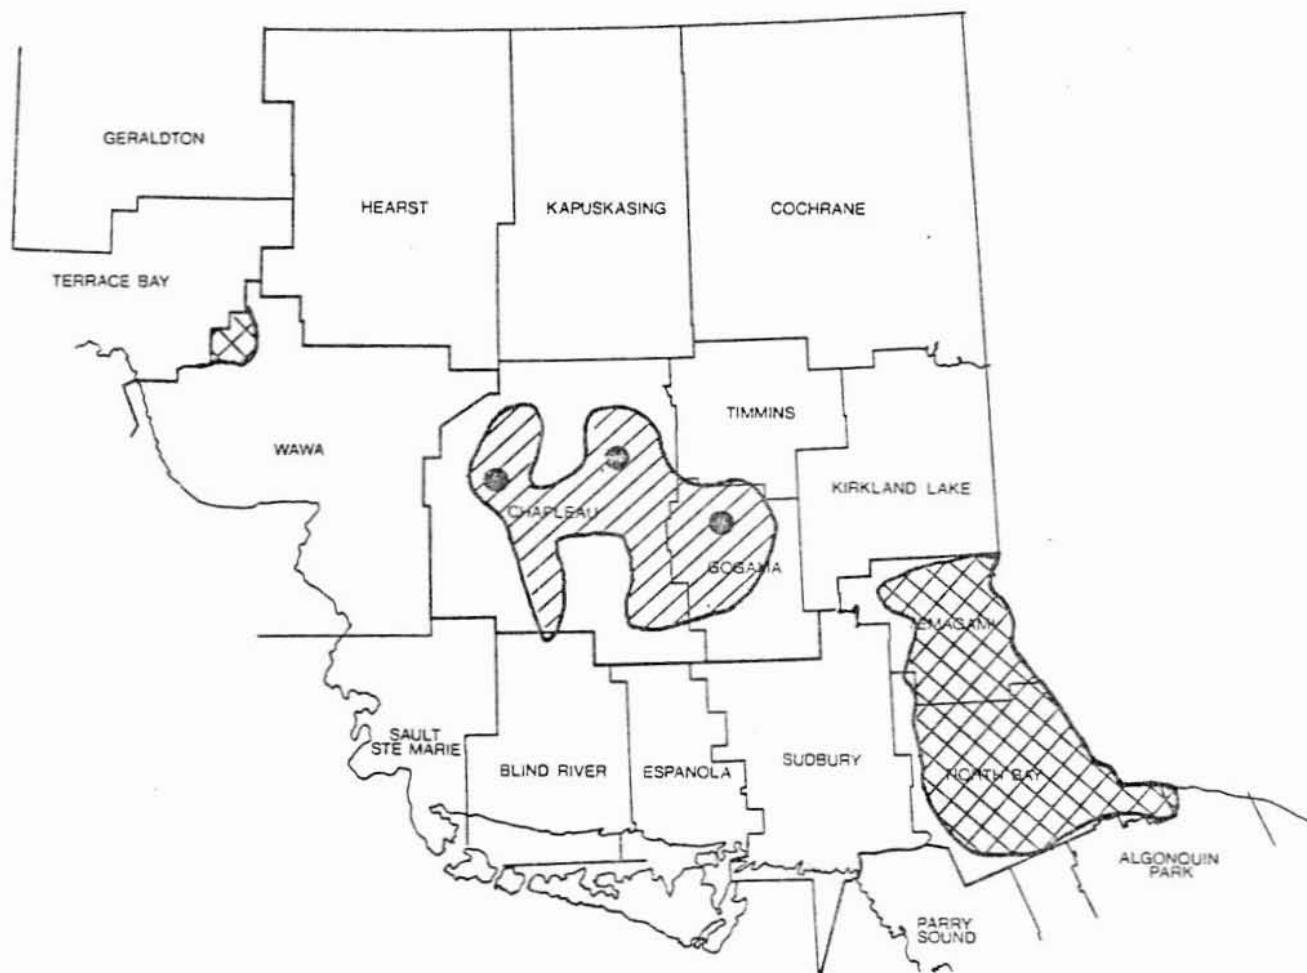 GERALDTON
HEARST
KAPUSKASING
COCHRANE
TERRACE BAY
TIMMINS
WAWA
KIRKLAND LAKE
CHAPLEAU
GOGAMA
TEMAGAMI
SAULT
STE MARIE
BLIND RIVER
ESPANOLA
SUDBURY
NORTH BAY
ALGONQUIN
PARK
PARRY
SOUND